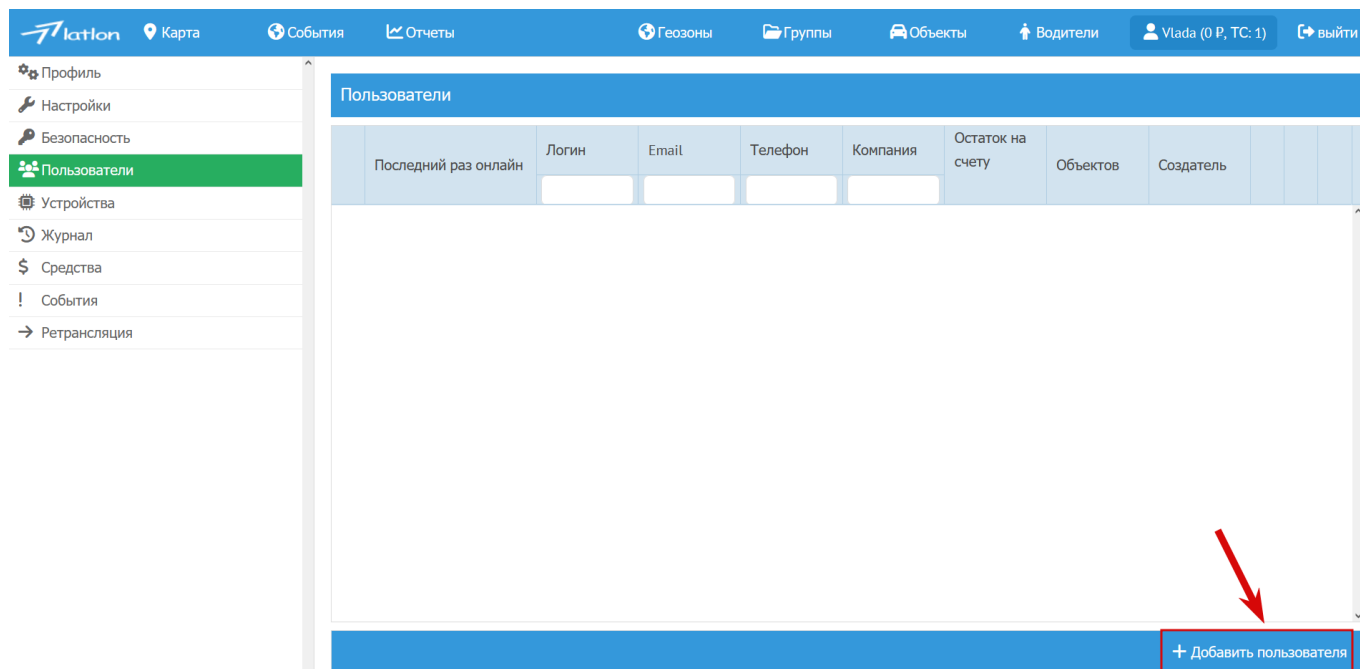 latlon Карта События Отчеты Геозоны Группы Объекты Водители Vlada (0 ₽, ТС: 1) выйти
Профиль
Настройки
Безопасность
Пользователи
Устройства
Журнал
$ Средства
! События
Ретрансляция
Пользователи
Последний раз онлайн Логин Email Телефон Компания Остаток на
счету Объектов Создатель
+ Добавить пользователя